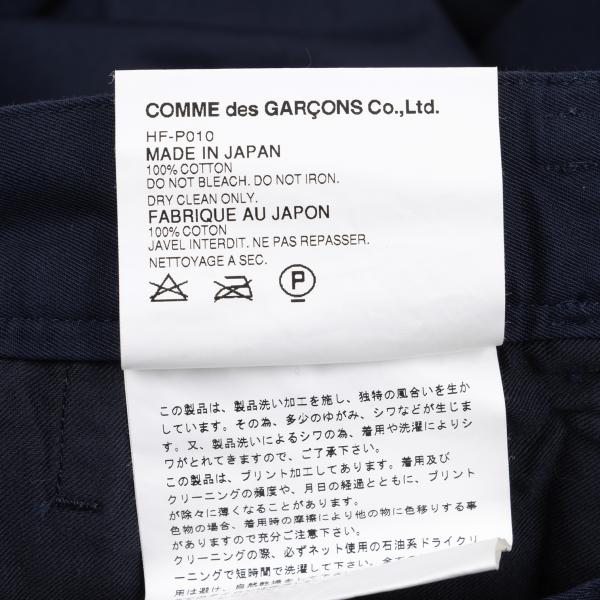 COMME des GARÇONS Co.,Ltd.
HF-P010
MADE IN JAPAN
100% COTTON
DO NOT BLEACH. DO NOT IRON.
DRY CLEAN ONLY.
FABRIQUE AU JAPON
100% COTON
JAVEL INTERDIT. NE PAS REPASSER.
NETTOYAGE A SEC.
P
この製品は、製品洗い加工を施し、独特の風合いを生か
しています。その為、多少のゆがみ、シワなどが生じま
す。又、製品洗いによるシワの為、着用や洗濯によりシ
ワがとれてきますので、ご了承下さい。
この製品は、プリント加工してあります。着用及び
クリーニングの頻度や、月日の経過とともに、プリント
が除々に薄くなることがあります。
色物の場合、着用時の摩擦により他の物に色移りする事
がありますので充分ご注意下さい。
クリーニングの際、必ずネット使用の石油系ドライクリ
ーニングで短時間で洗濯して下さい。